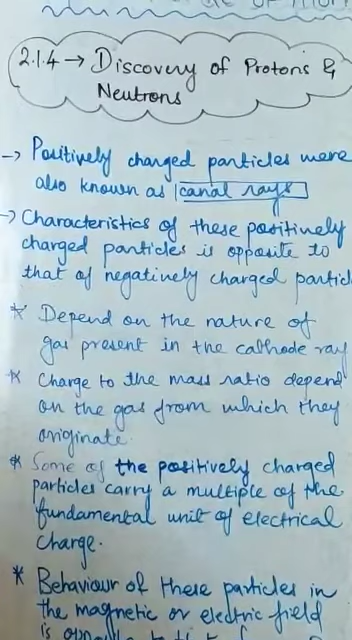 2.1.4 → Discovery of Protons &
Neutrons
→ Positively charged particles were
also known as canal rays
→ Characteristics of these positively
charged particles is opposite to
that of negatively charged particl
* Depend on the nature of
gas present in the cathode ray
* Charge to the mass ratio depend
on the gas from which they
originate.
* Some of the positively charged
particles carry a multiple of the
fundamental unit of electrical
charge.
* Behaviour of these particles in
the magnetic or electric field
is